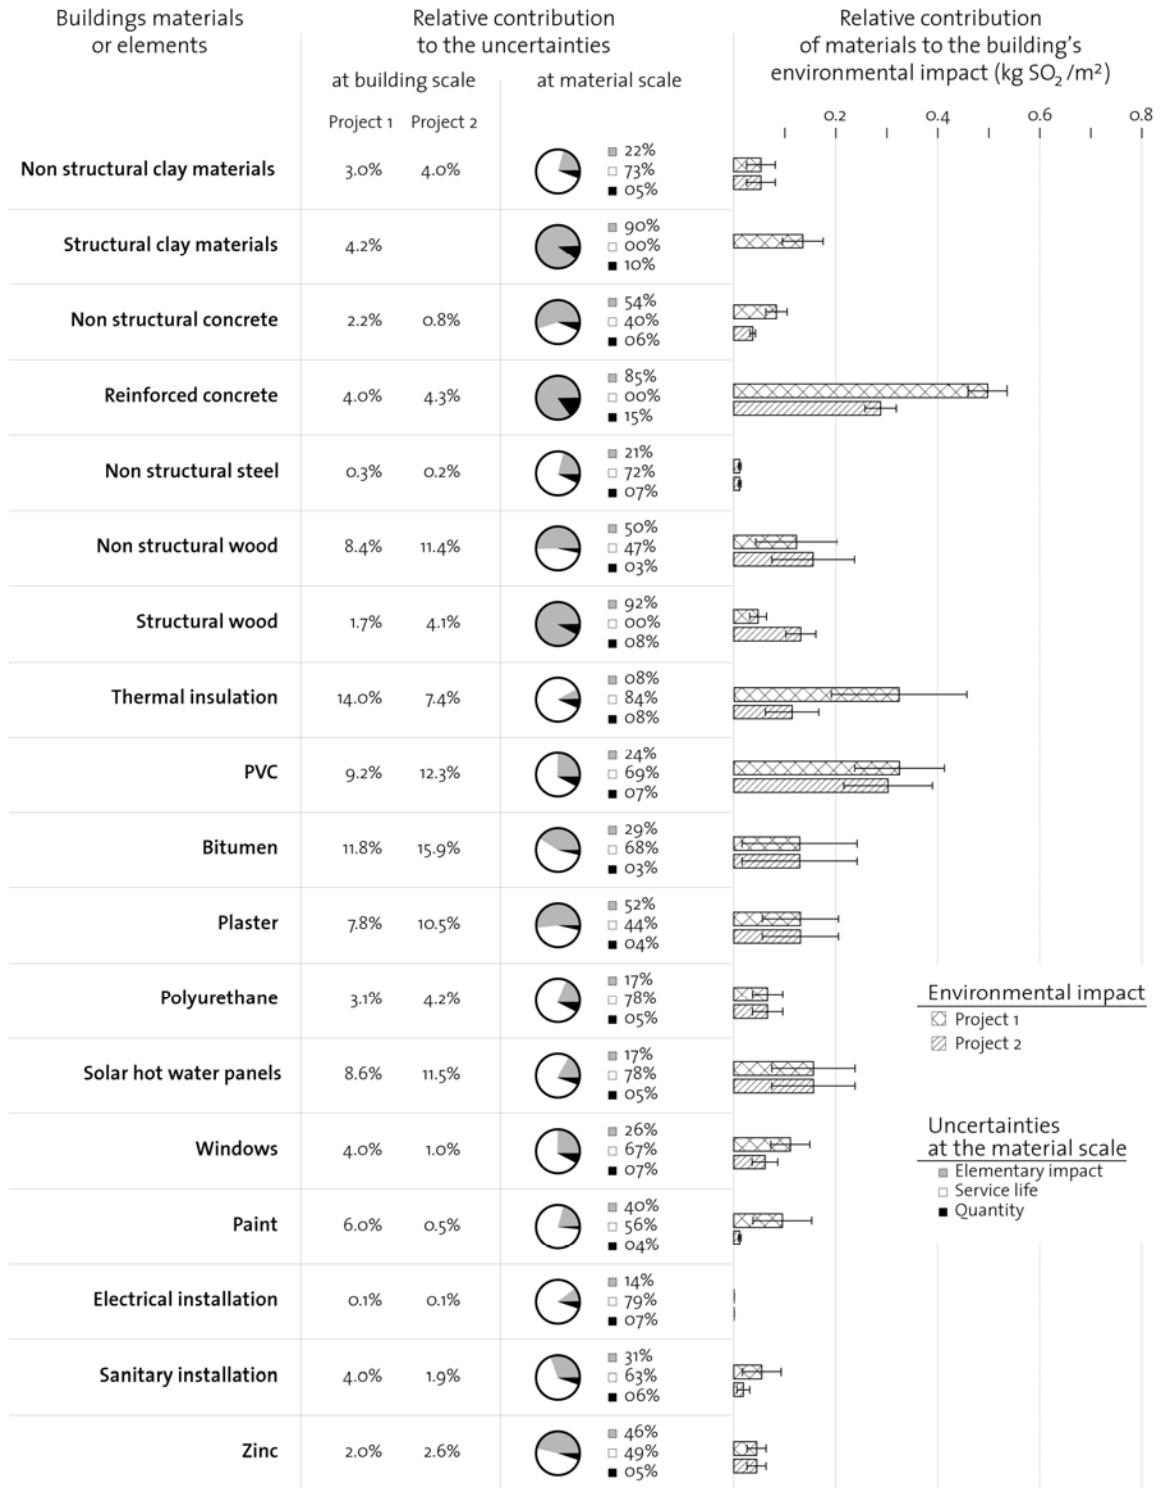 Buildings materials
or elements
Relative contribution
to the uncertainties
Relative contribution
of materials to the building's
environmental impact (kg SO₂/m²)
at building scale
at material scale
Project 1 Project 2
0.2 0.4 0.6 0.8
Non structural clay materials 3.0% 4.0%
22%
73%
05%
Structural clay materials 4.2%
90%
00%
10%
Non structural concrete 2.2% 0.8%
54%
40%
06%
Reinforced concrete 4.0% 4.3%
85%
00%
15%
Non structural steel 0.3% 0.2%
21%
72%
07%
Non structural wood 8.4% 11.4%
50%
47%
03%
Structural wood 1.7% 4.1%
92%
00%
08%
Thermal insulation 14.0% 7.4%
08%
84%
08%
PVC 9.2% 12.3%
24%
69%
07%
Bitumen 11.8% 15.9%
29%
68%
03%
Plaster 7.8% 10.5%
52%
44%
04%
Polyurethane 3.1% 4.2%
17%
78%
05%
Solar hot water panels 8.6% 11.5%
17%
78%
05%
Windows 4.0% 1.0%
26%
67%
07%
Paint 6.0% 0.5%
40%
56%
04%
Electrical installation 0.1% 0.1%
14%
79%
07%
Sanitary installation 4.0% 1.9%
31%
63%
06%
Zinc 2.0% 2.6%
46%
49%
05%
Environmental impact
Project 1
Project 2
Uncertainties
at the material scale
Elementary impact
Service life
Quantity